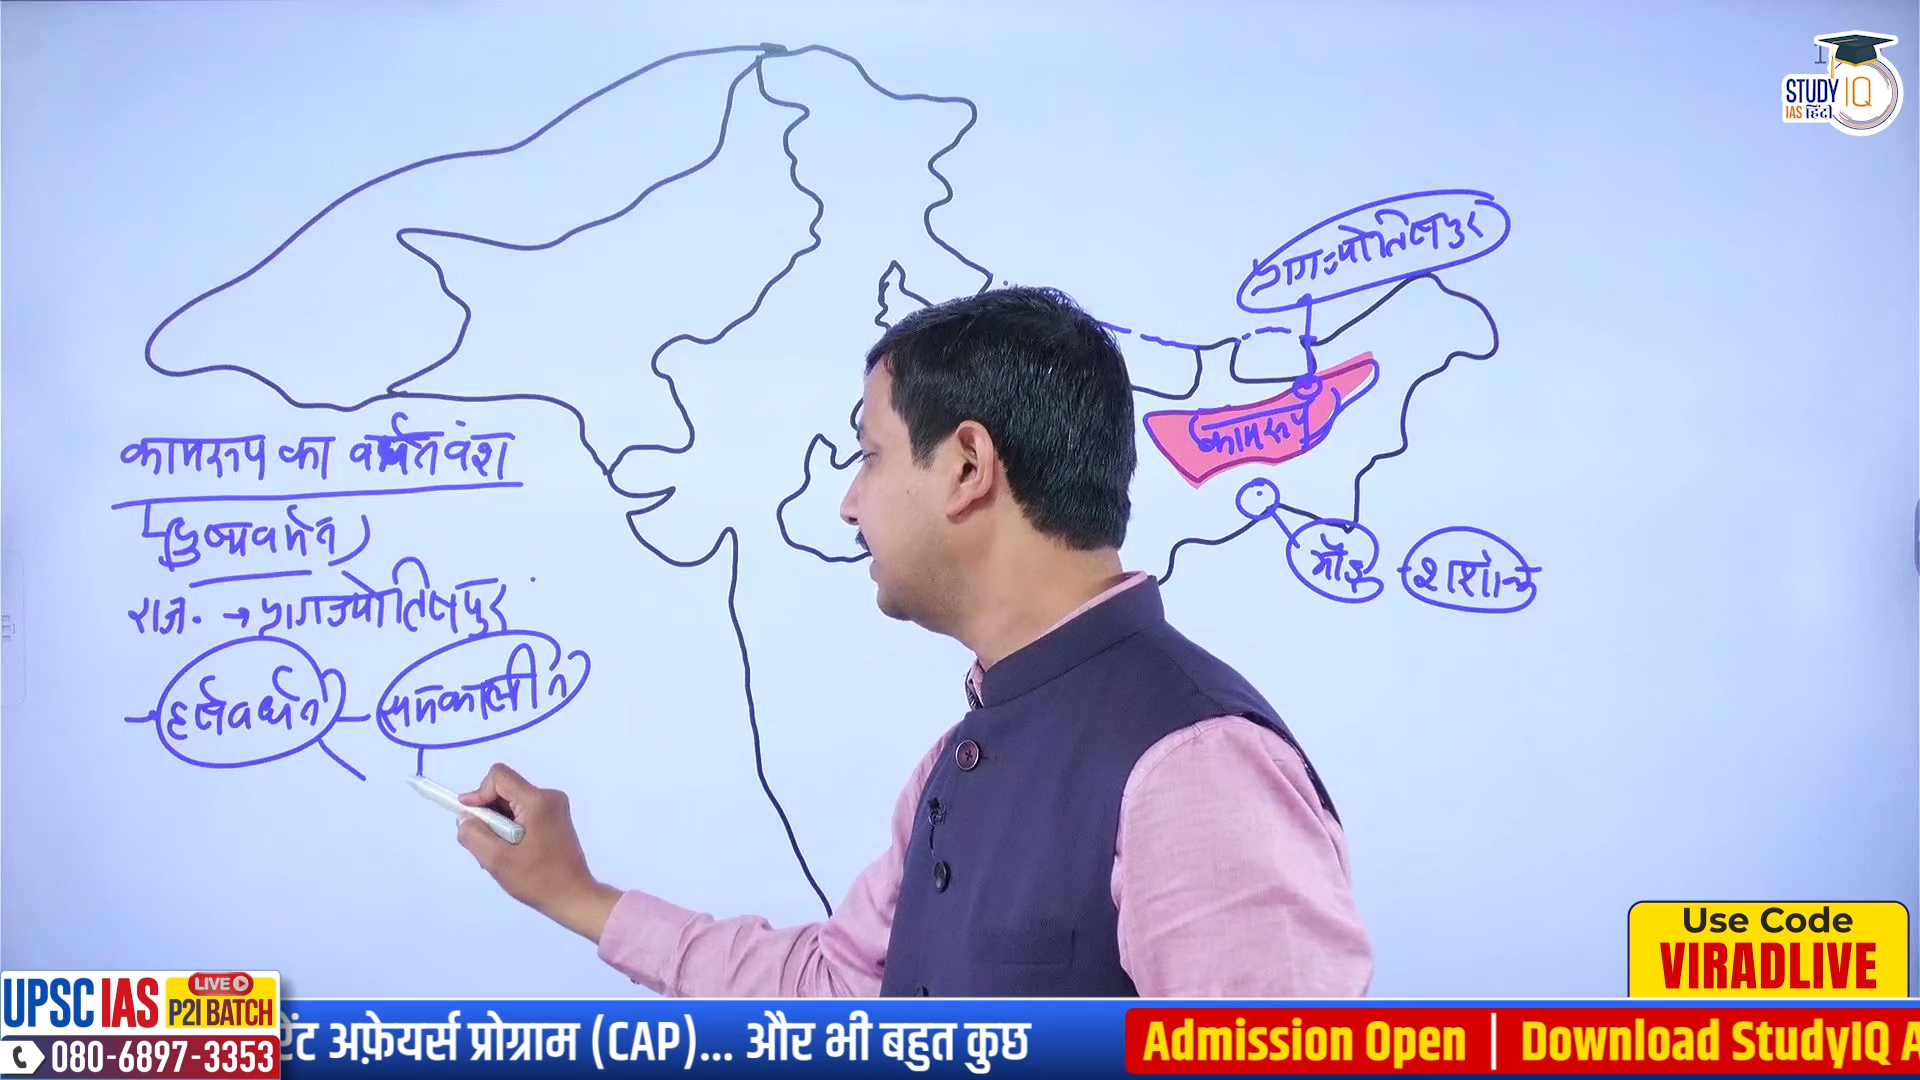 STUDY IQ
IAS हिंदी
प्रागज्योतिषपुर
कामरूप
कामरूप का वर्मन वंश
(पुष्यवर्मन)
राज. → प्रागज्योतिषपुर
→ हर्षवर्धन - समकालीन
गौड़ शशांक
Use Code
VIRADLIVE
UPSC IAS LIVE
P2I BATCH
080-6897-3353
रेंट अफ़ेयर्स प्रोग्राम (CAP)... और भी बहुत कुछ
Admission Open | Download StudyIQ A